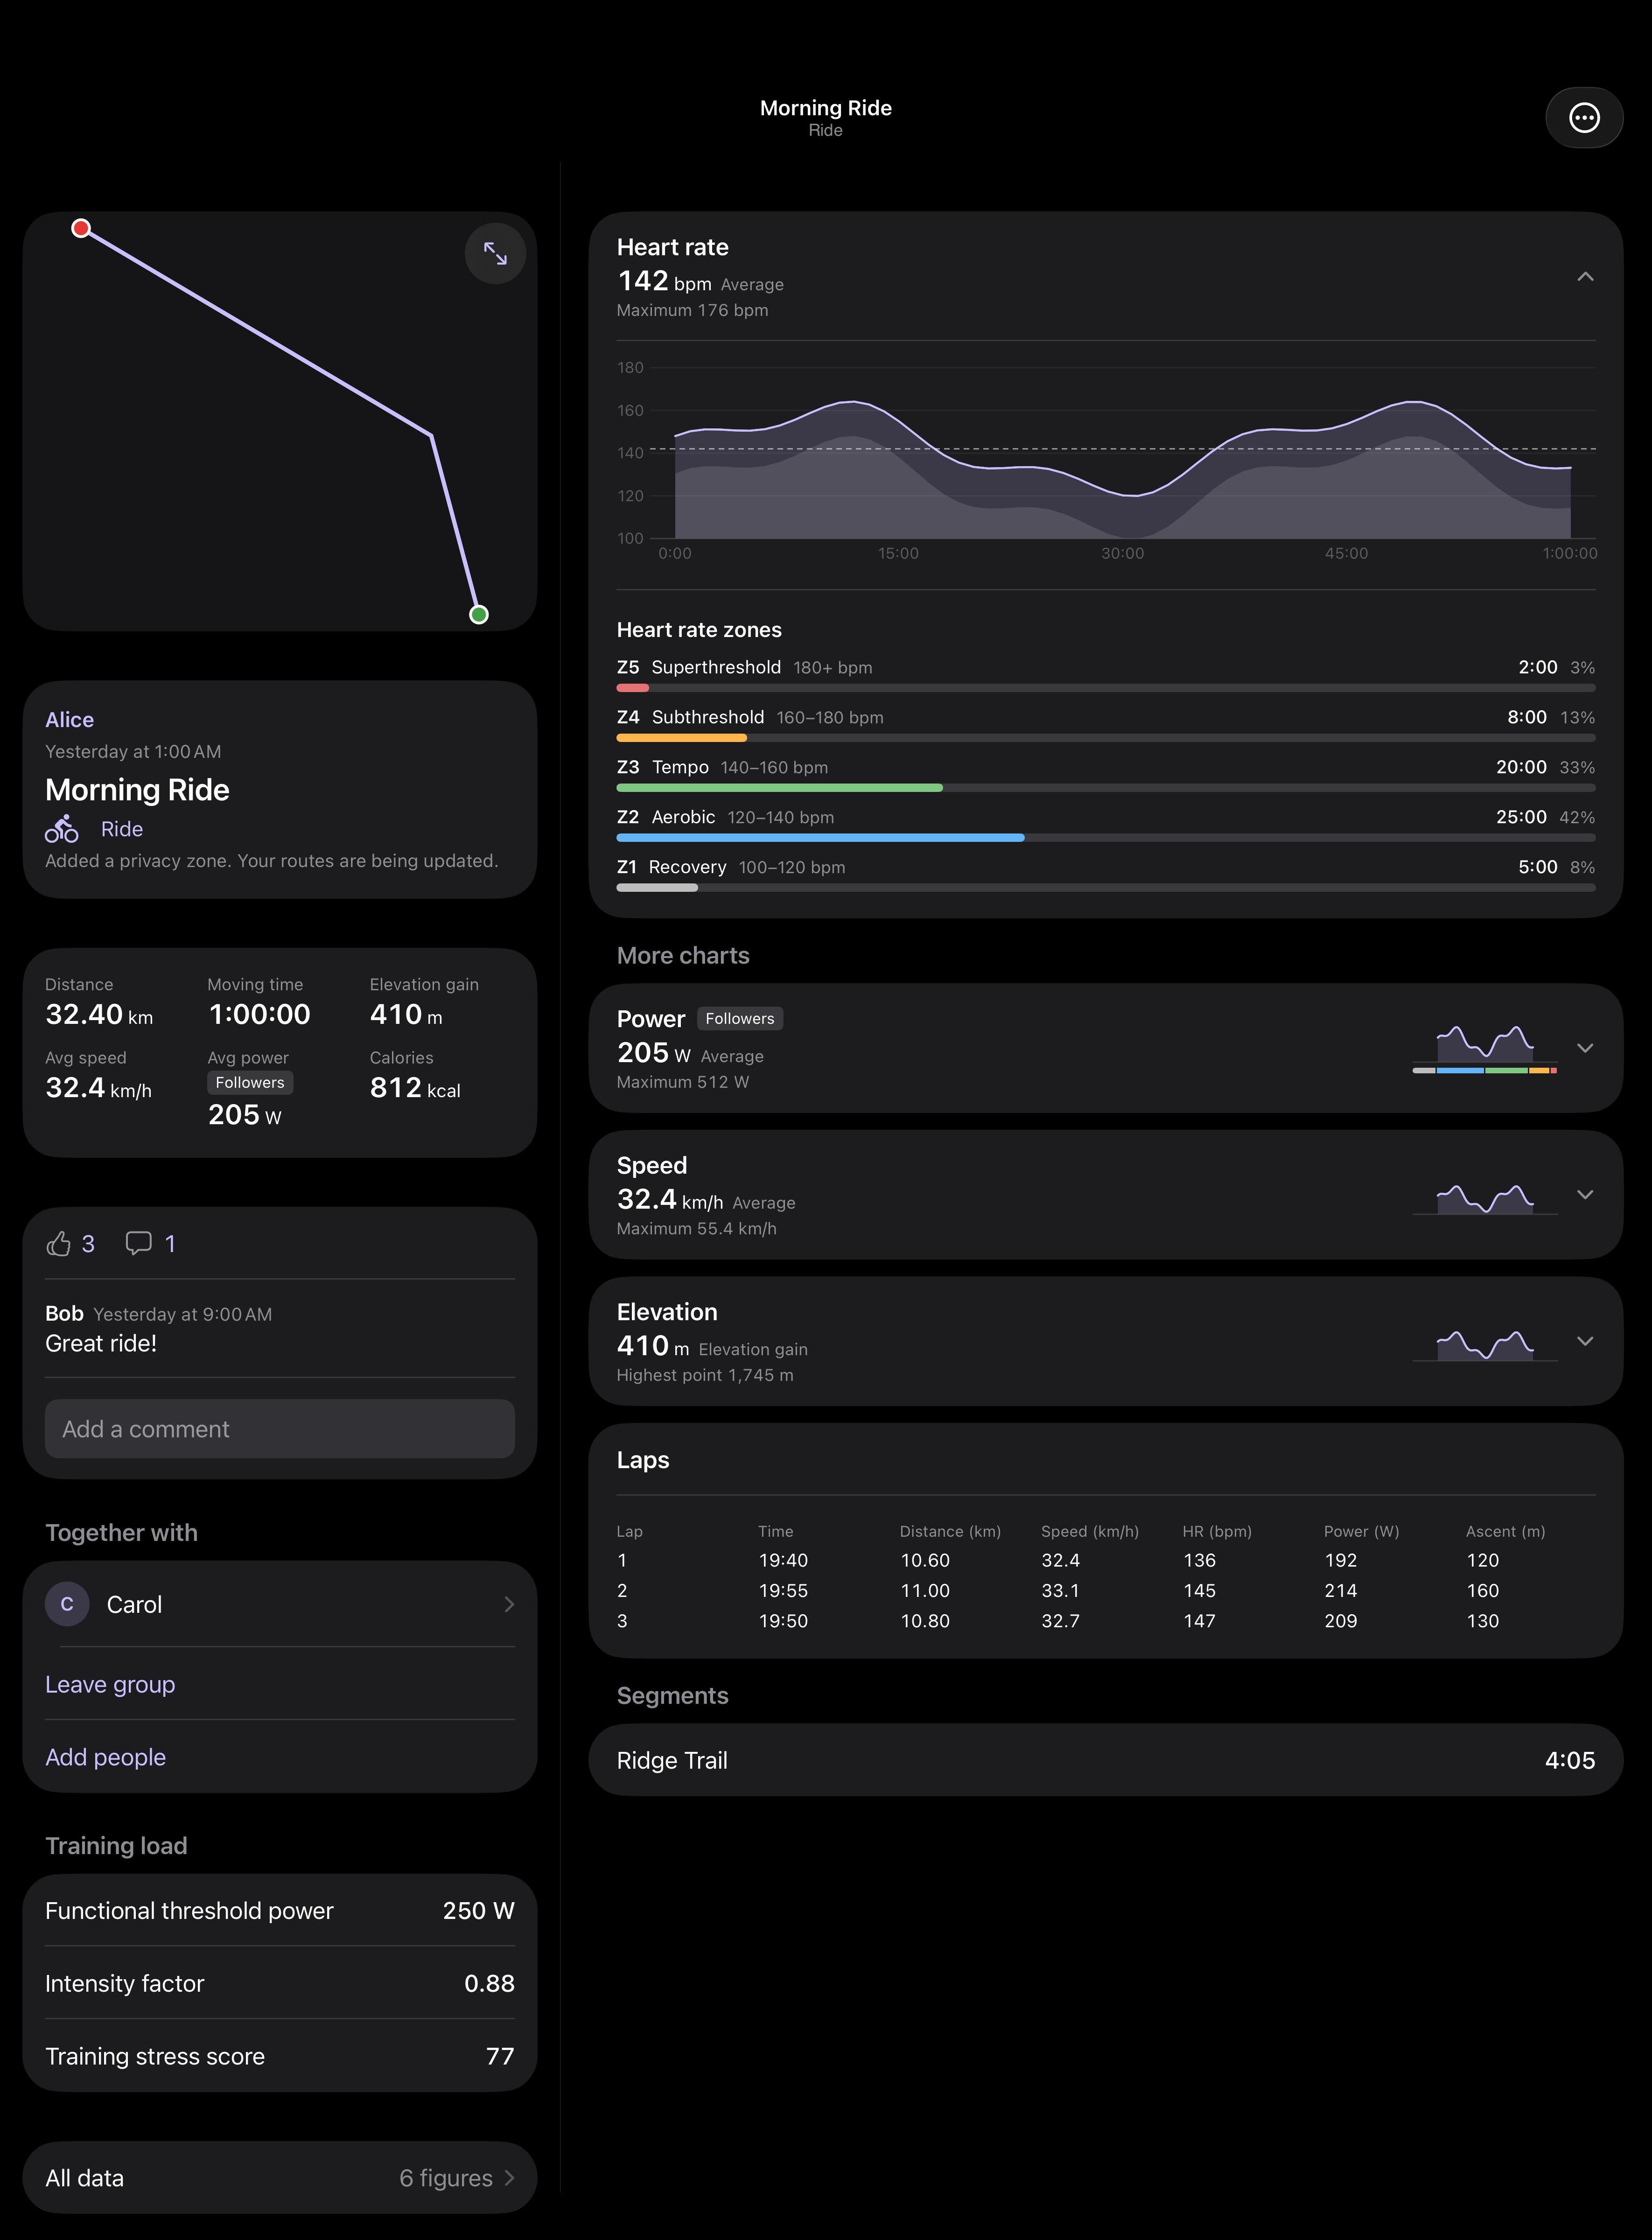 Morning Ride
Ride
Alice
Yesterday at 1:00 AM
Morning Ride
Ride
Added a privacy zone. Your routes are being updated.
Distance
32.40 km
Moving time
1:00:00
Elevation gain
410 m
Avg speed
32.4 km/h
Avg power
Followers
205 W
Calories
812 kcal
3
1
Bob Yesterday at 9:00 AM
Great ride!
Add a comment
Together with
C Carol
Leave group
Add people
Training load
Functional threshold power 250 W
Intensity factor 0.88
Training stress score 77
All data 6 figures
Heart rate
142 bpm Average
Maximum 176 bpm
180
160
140
120
100
0:00 15:00 30:00 45:00 1:00:00
Heart rate zones
Z5 Superthreshold 180+ bpm 2:00 3%
Z4 Subthreshold 160–180 bpm 8:00 13%
Z3 Tempo 140–160 bpm 20:00 33%
Z2 Aerobic 120–140 bpm 25:00 42%
Z1 Recovery 100–120 bpm 5:00 8%
More charts
Power Followers
205 W Average
Maximum 512 W
Speed
32.4 km/h Average
Maximum 55.4 km/h
Elevation
410 m Elevation gain
Highest point 1,745 m
Laps
Lap Time Distance (km) Speed (km/h) HR (bpm) Power (W) Ascent (m)
1 19:40 10.60 32.4 136 192 120
2 19:55 11.00 33.1 145 214 160
3 19:50 10.80 32.7 147 209 130
Segments
Ridge Trail 4:05